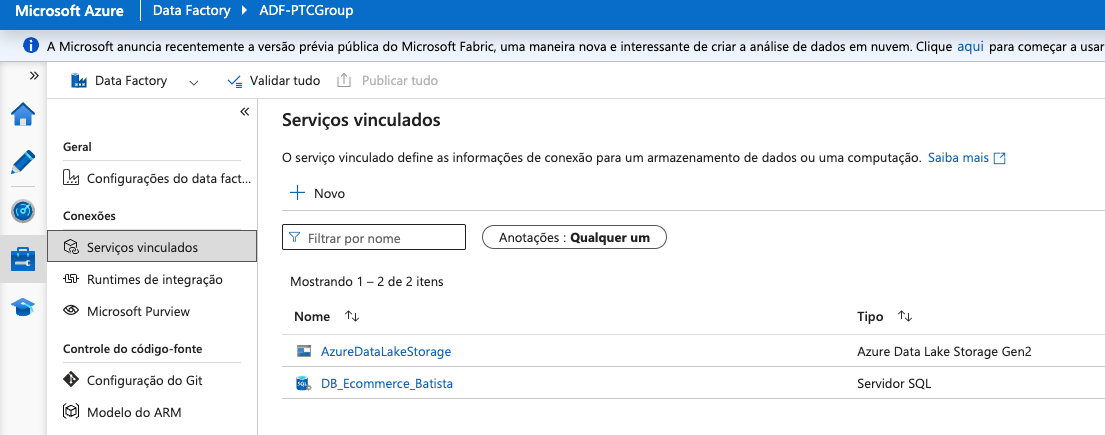 Microsoft Azure Data Factory ADF-PTCGroup
A Microsoft anuncia recentemente a versão prévia pública do Microsoft Fabric, uma maneira nova e interessante de criar a análise de dados em nuvem. Clique aqui para começar a usar
Data Factory Validar tudo Publicar tudo
Geral
Configurações do data fact...
Conexões
Serviços vinculados
Runtimes de integração
Microsoft Purview
Controle do código-fonte
Configuração do Git
Modelo do ARM
Serviços vinculados
O serviço vinculado define as informações de conexão para um armazenamento de dados ou uma computação. Saiba mais
Novo
Filtrar por nome Anotações : Qualquer um
Mostrando 1 – 2 de 2 itens
Nome Tipo
AzureDataLakeStorage Azure Data Lake Storage Gen2
SQL DB_Ecommerce_Batista Servidor SQL